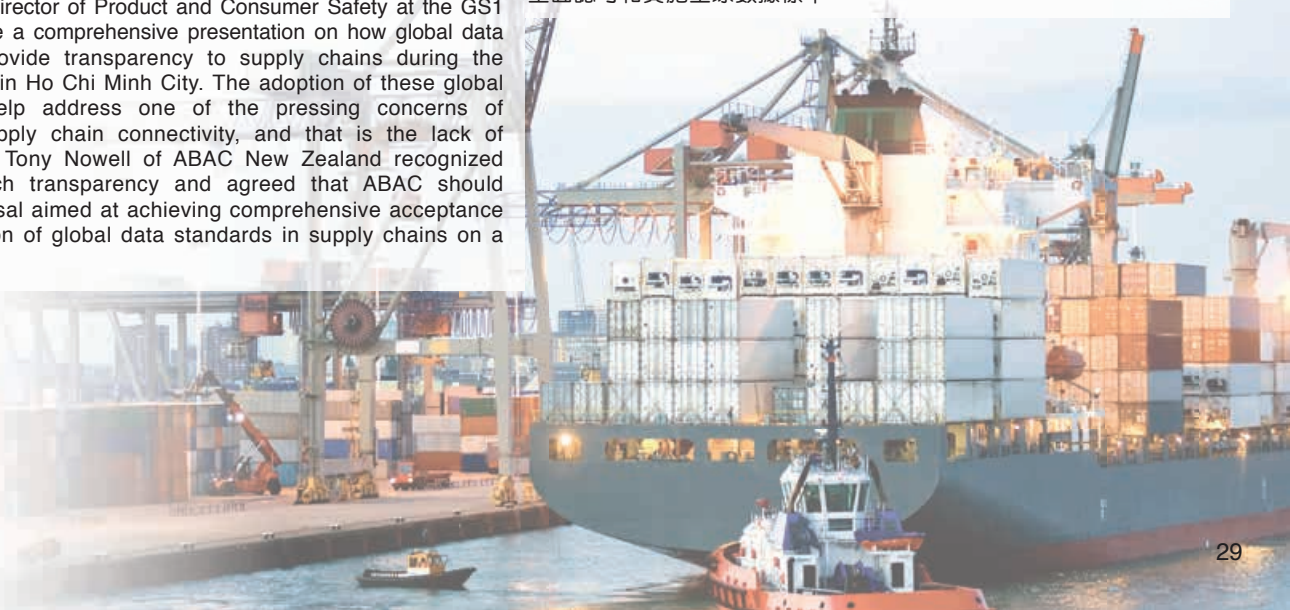 irector of Product and Consumer Safety at the GS1
e a comprehensive presentation on how global data
ovide transparency to supply chains during the
in Ho Chi Minh City. The adoption of these global
elp address one of the pressing concerns of
pply chain connectivity, and that is the lack of
Tony Nowell of ABAC New Zealand recognized
ch transparency and agreed that ABAC should
sal aimed at achieving comprehensive acceptance
on of global data standards in supply chains on a
29